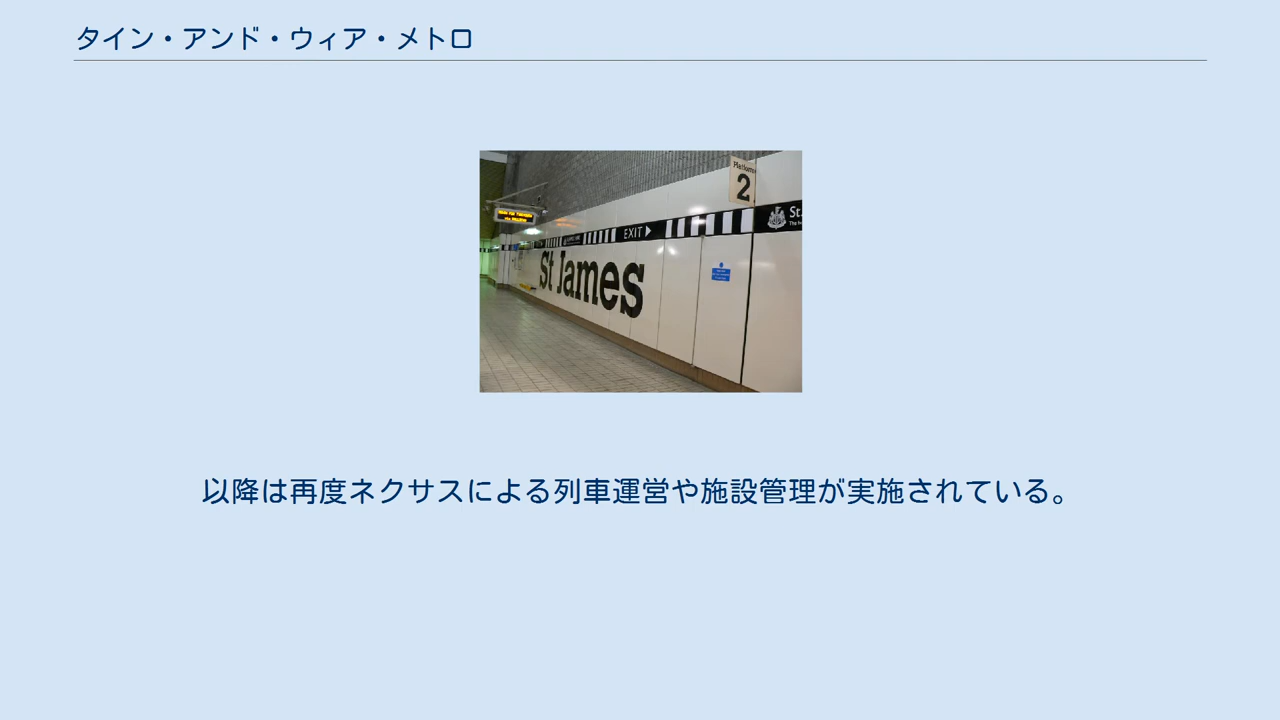 タイン・アンド・ウィア・メトロ
Platform
2
EXIT
St.
St James
以降は再度ネクサスによる列車運営や施設管理が実施されている。